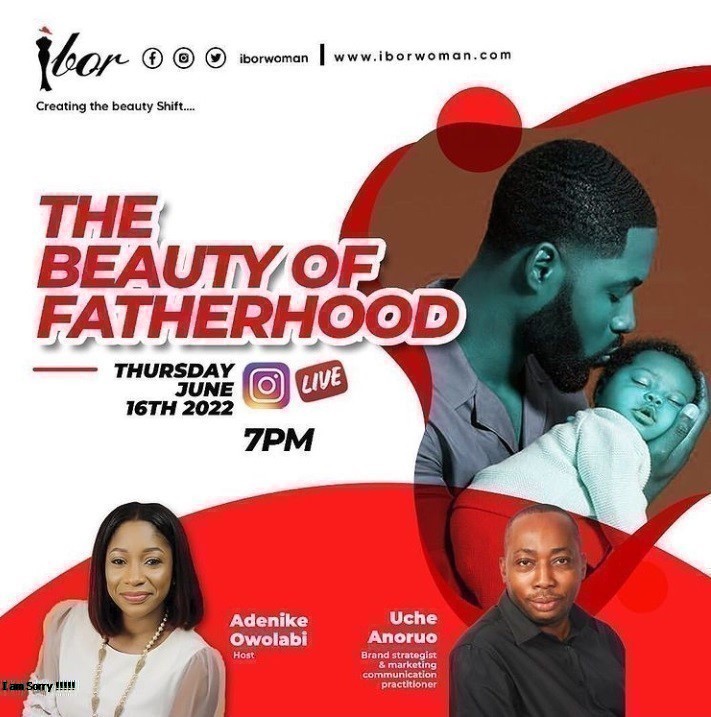 ibor iborwoman | www.iborwoman.com
Creating the beauty Shift....
THE
BEAUTY OF
FATHERHOOD
THURSDAY
JUNE
16TH 2022
LIVE
7PM
Adenike
Owolabi
Host
Uche
Anoruo
Brand strategist
& marketing
communication
practitioner
I am Sorry !!!!!